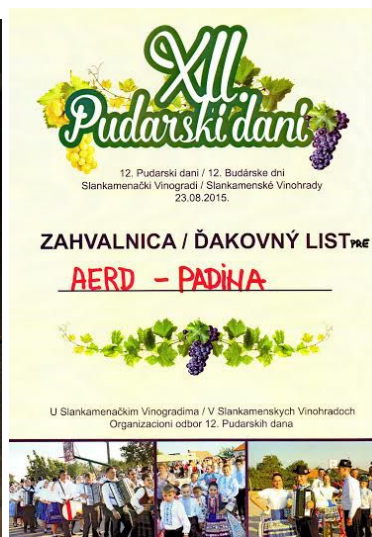 XII
Pudarski dani
12. Pudarski dani / 12. Budárske dni
Slankamenački Vinogradi / Slankamenské Vinohrady
23.08.2015.
ZAHVALNICA / ĎAKOVNÝ LIST PRE
AERD - PADINA
U Slankamenačkim Vinogradima / V Slankamenskych Vinohradoch
Organizacioni odbor 12. Pudarskih dana